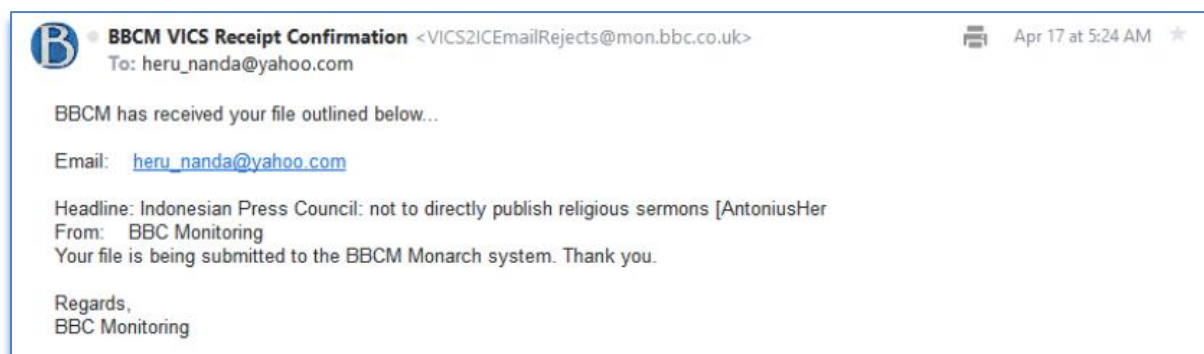 B
BBCM VICS Receipt Confirmation <VICS2ICEmailRejects@mon.bbc.co.uk> Apr 17 at 5:24 AM
To: heru_nanda@yahoo.com
BBCM has received your file outlined below...
Email: heru_nanda@yahoo.com
Headline: Indonesian Press Council: not to directly publish religious sermons [AntoniusHer
From: BBC Monitoring
Your file is being submitted to the BBCM Monarch system. Thank you.
Regards,
BBC Monitoring